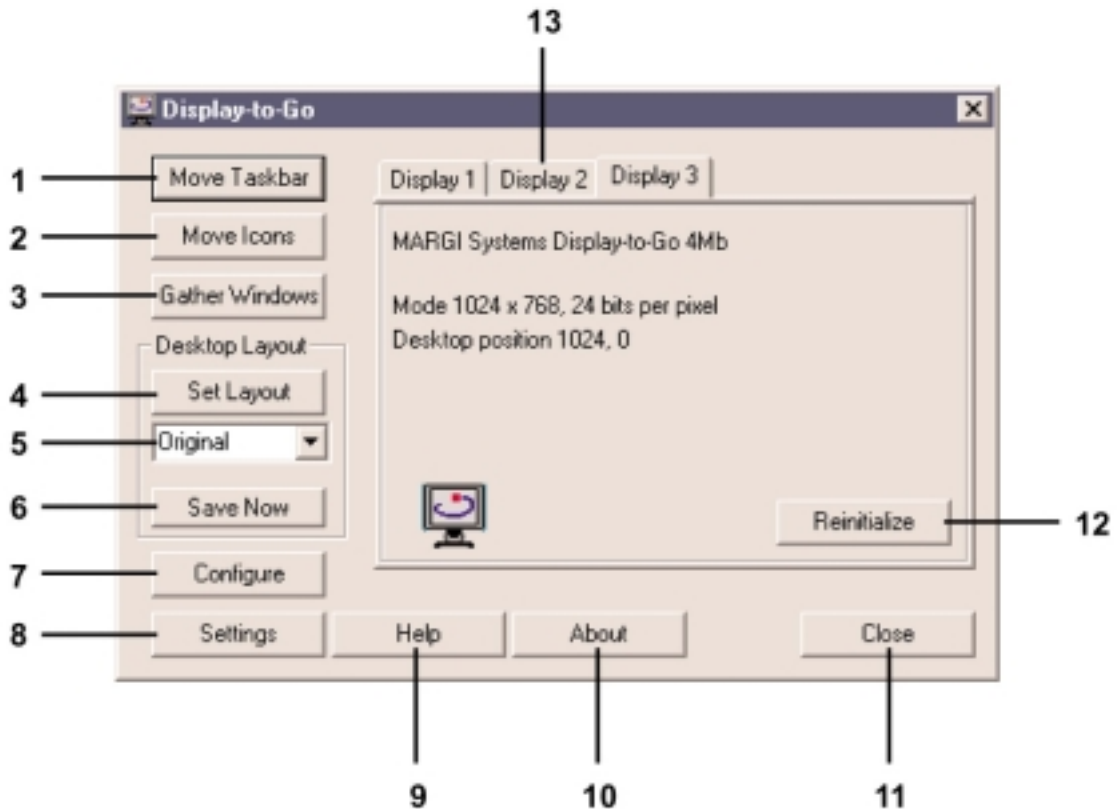 13
Display-to-Go
1 Move Taskbar
Display 1 Display 2 Display 3
2 Move Icons
MARGI Systems Display-to-Go 4Mb
3 Gather Windows
Mode 1024 x 768, 24 bits per pixel
Desktop position 1024, 0
Desktop Layout
4 Set Layout
5 Original
6 Save Now
Reinitialize 12
7 Configure
8 Settings Help About Close
9 10 11